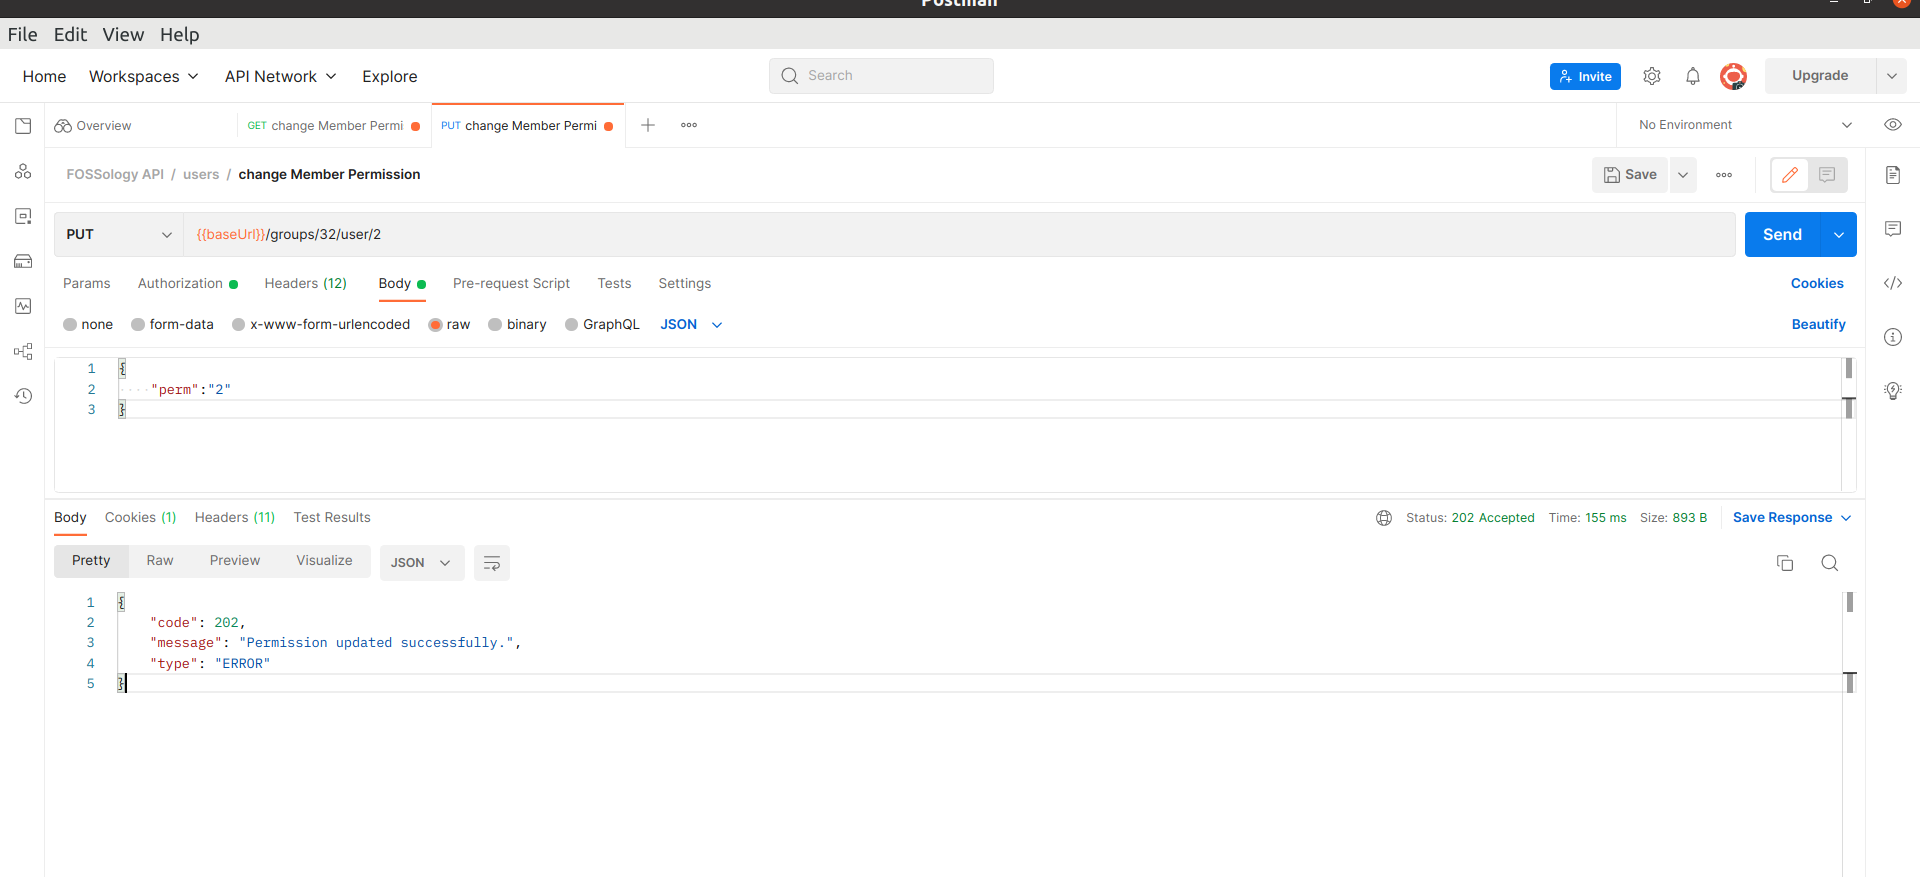 Postman
File Edit View Help
Home Workspaces API Network Explore Search Invite Upgrade
Overview GET change Member Permi PUT change Member Permi No Environment
FOSSology API / users / change Member Permission Save
PUT {{baseUrl}}/groups/32/user/2 Send
Params Authorization Headers (12) Body Pre-request Script Tests Settings Cookies
none form-data x-www-form-urlencoded raw binary GraphQL JSON Beautify
1 {
2 "perm":"2"
3 }
Body Cookies (1) Headers (11) Test Results Status: 202 Accepted Time: 155 ms Size: 893 B Save Response
Pretty Raw Preview Visualize JSON
1 {
2 "code": 202,
3 "message": "Permission updated successfully.",
4 "type": "ERROR"
5 }